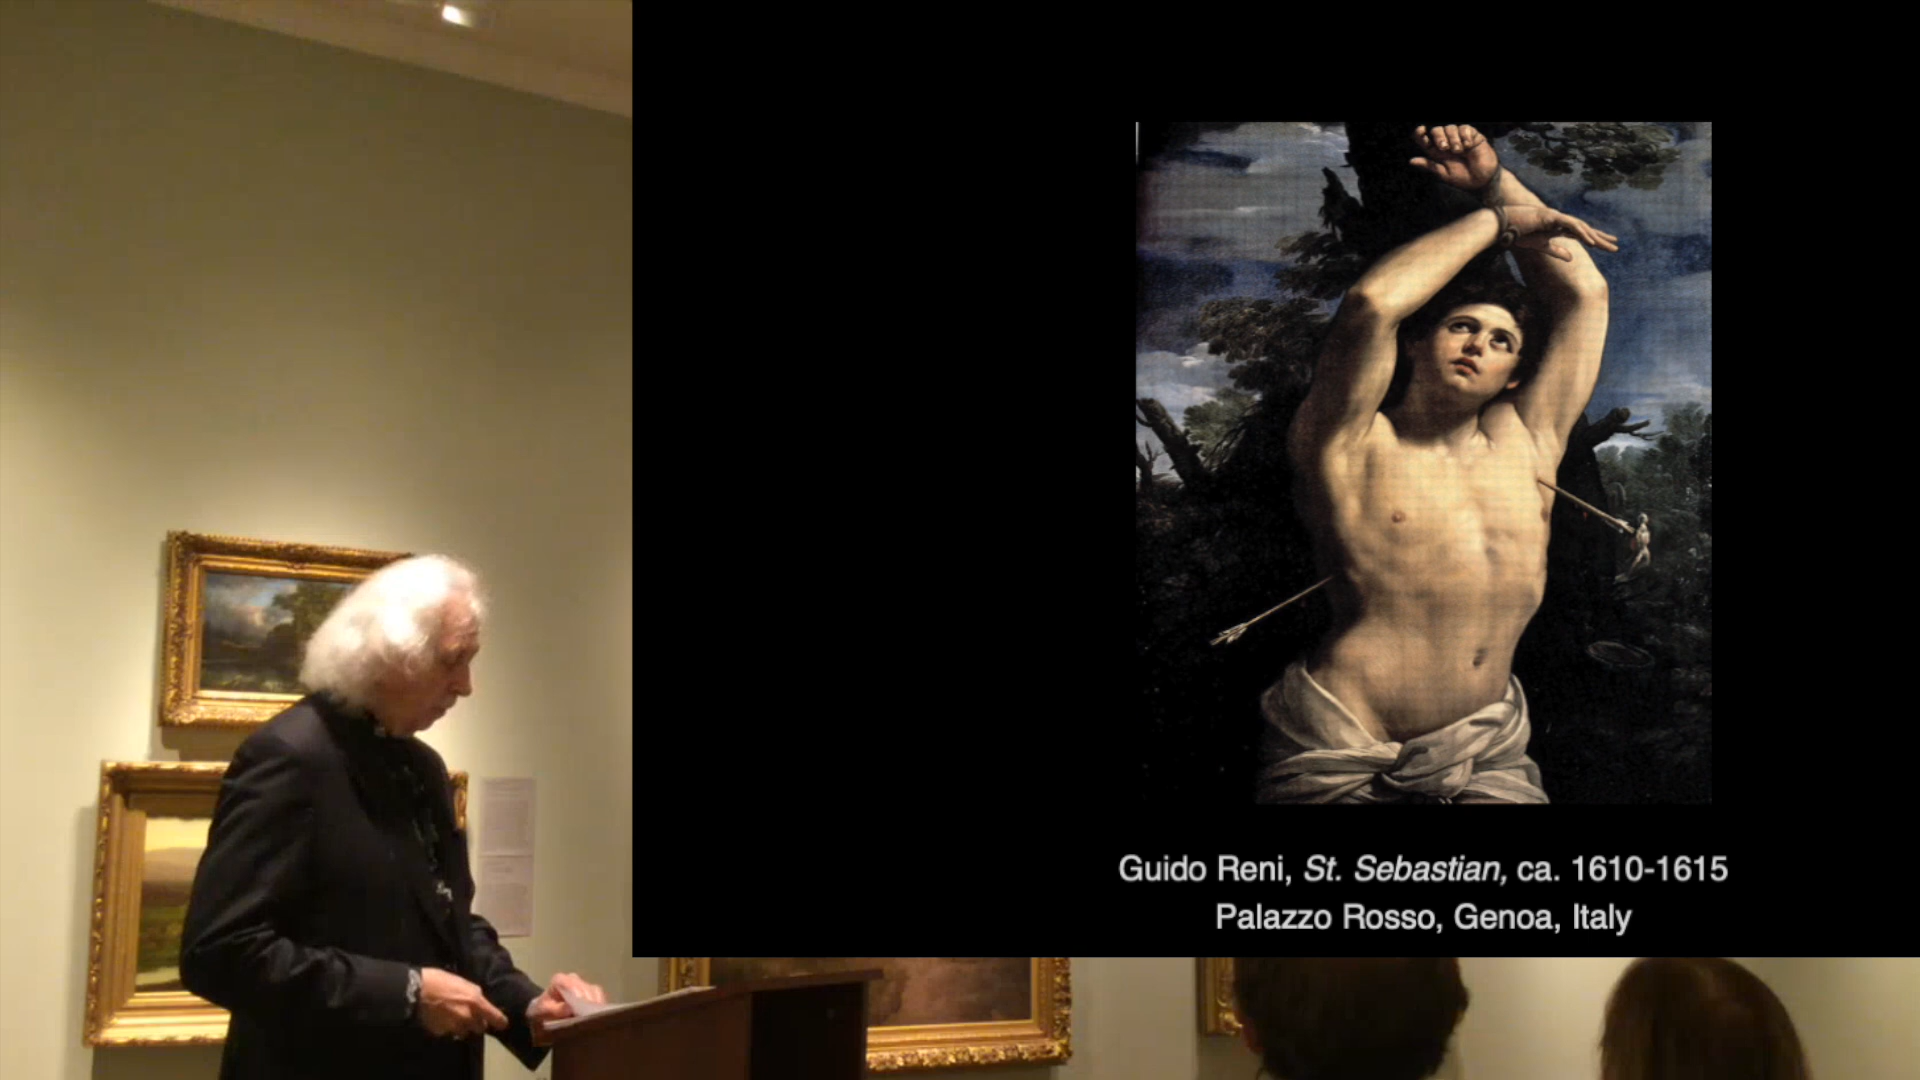 Guido Reni, St. Sebastian, ca. 1610-1615
Palazzo Rosso, Genoa, Italy